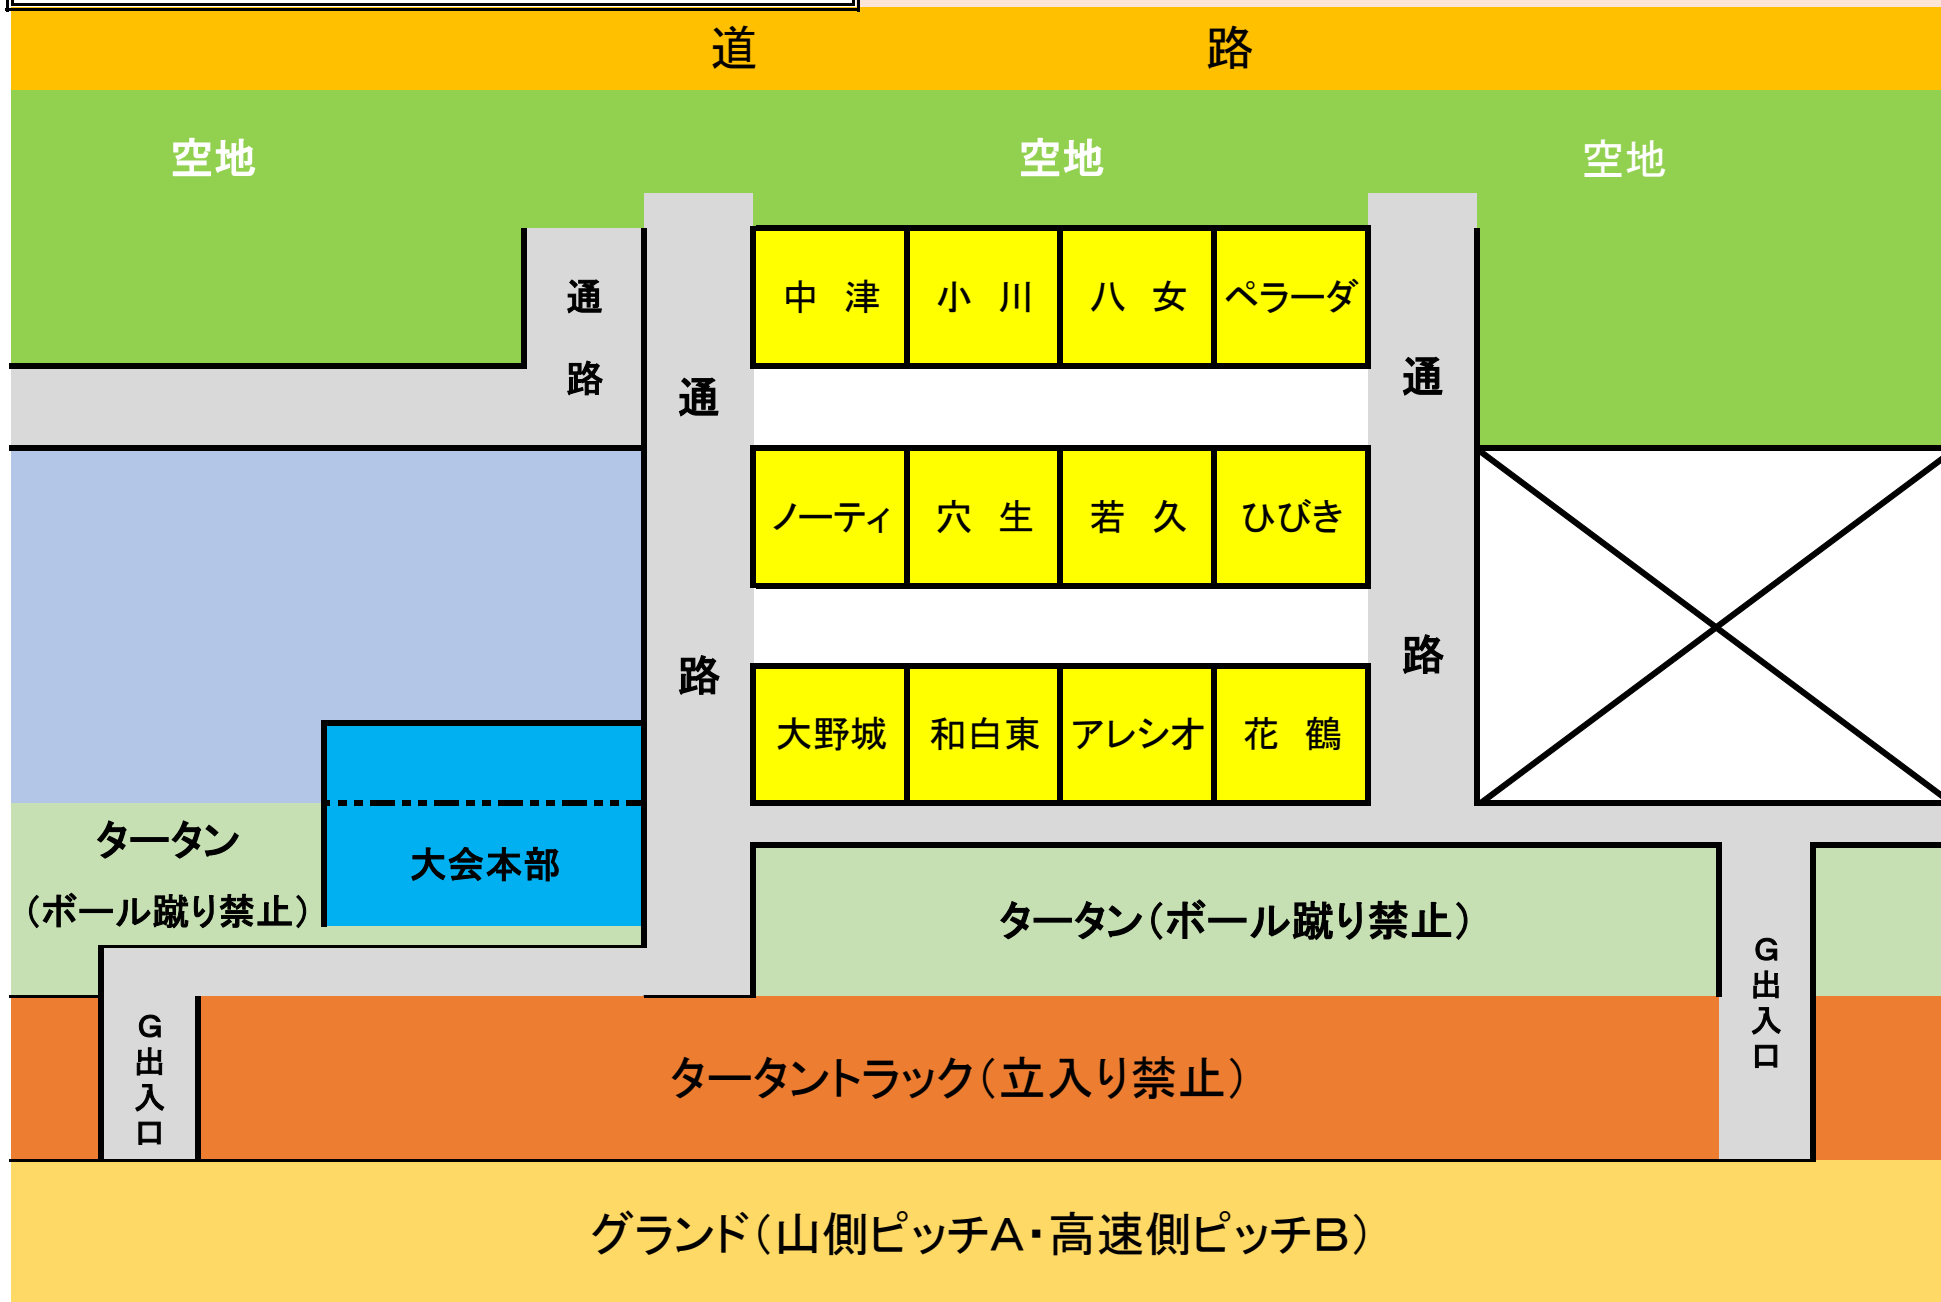 道 路
空地 空地 空地
通路
通路
通路
中 津 小 川 八 女 ペラーダ
ノーティ 穴 生 若 久 ひびき
大野城 和白東 アレシオ 花 鶴
タータン
（ボール蹴り禁止）
大会本部
タータン（ボール蹴り禁止）
G出入口
G出入口
タータントラック（立入り禁止）
グランド（山側ピッチA・高速側ピッチB）